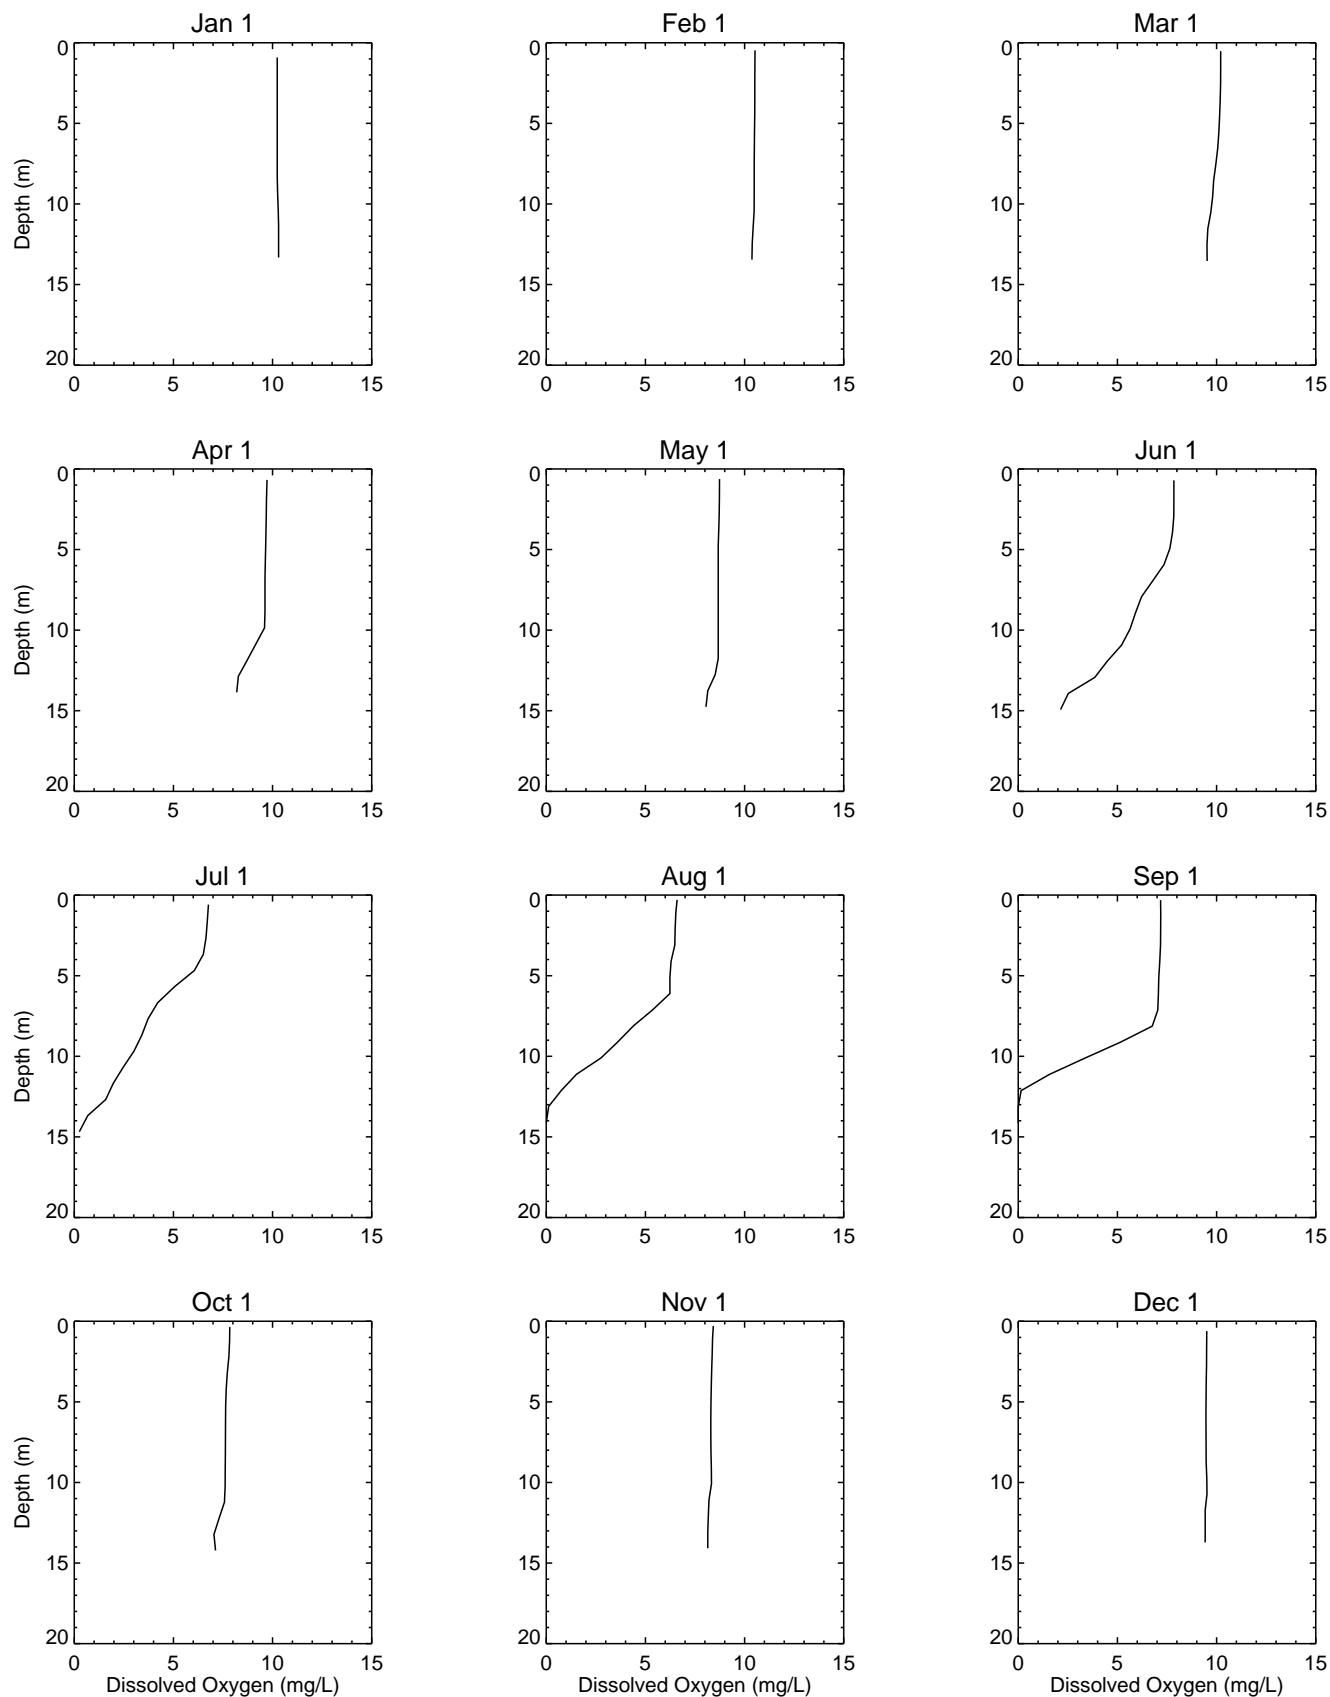 Jan 1 Feb 1 Mar 1
0 0 0
5 5 5
10 10 10
15 15 15
20 20 20
Depth (m)
0 5 10 15 0 5 10 15 0 5 10 15
Apr 1 May 1 Jun 1
0 0 0
5 5 5
10 10 10
15 15 15
20 20 20
Depth (m)
0 5 10 15 0 5 10 15 0 5 10 15
Jul 1 Aug 1 Sep 1
0 0 0
5 5 5
10 10 10
15 15 15
20 20 20
Depth (m)
0 5 10 15 0 5 10 15 0 5 10 15
Oct 1 Nov 1 Dec 1
0 0 0
5 5 5
10 10 10
15 15 15
20 20 20
Depth (m)
0 5 10 15 0 5 10 15 0 5 10 15
Dissolved Oxygen (mg/L) Dissolved Oxygen (mg/L) Dissolved Oxygen (mg/L)